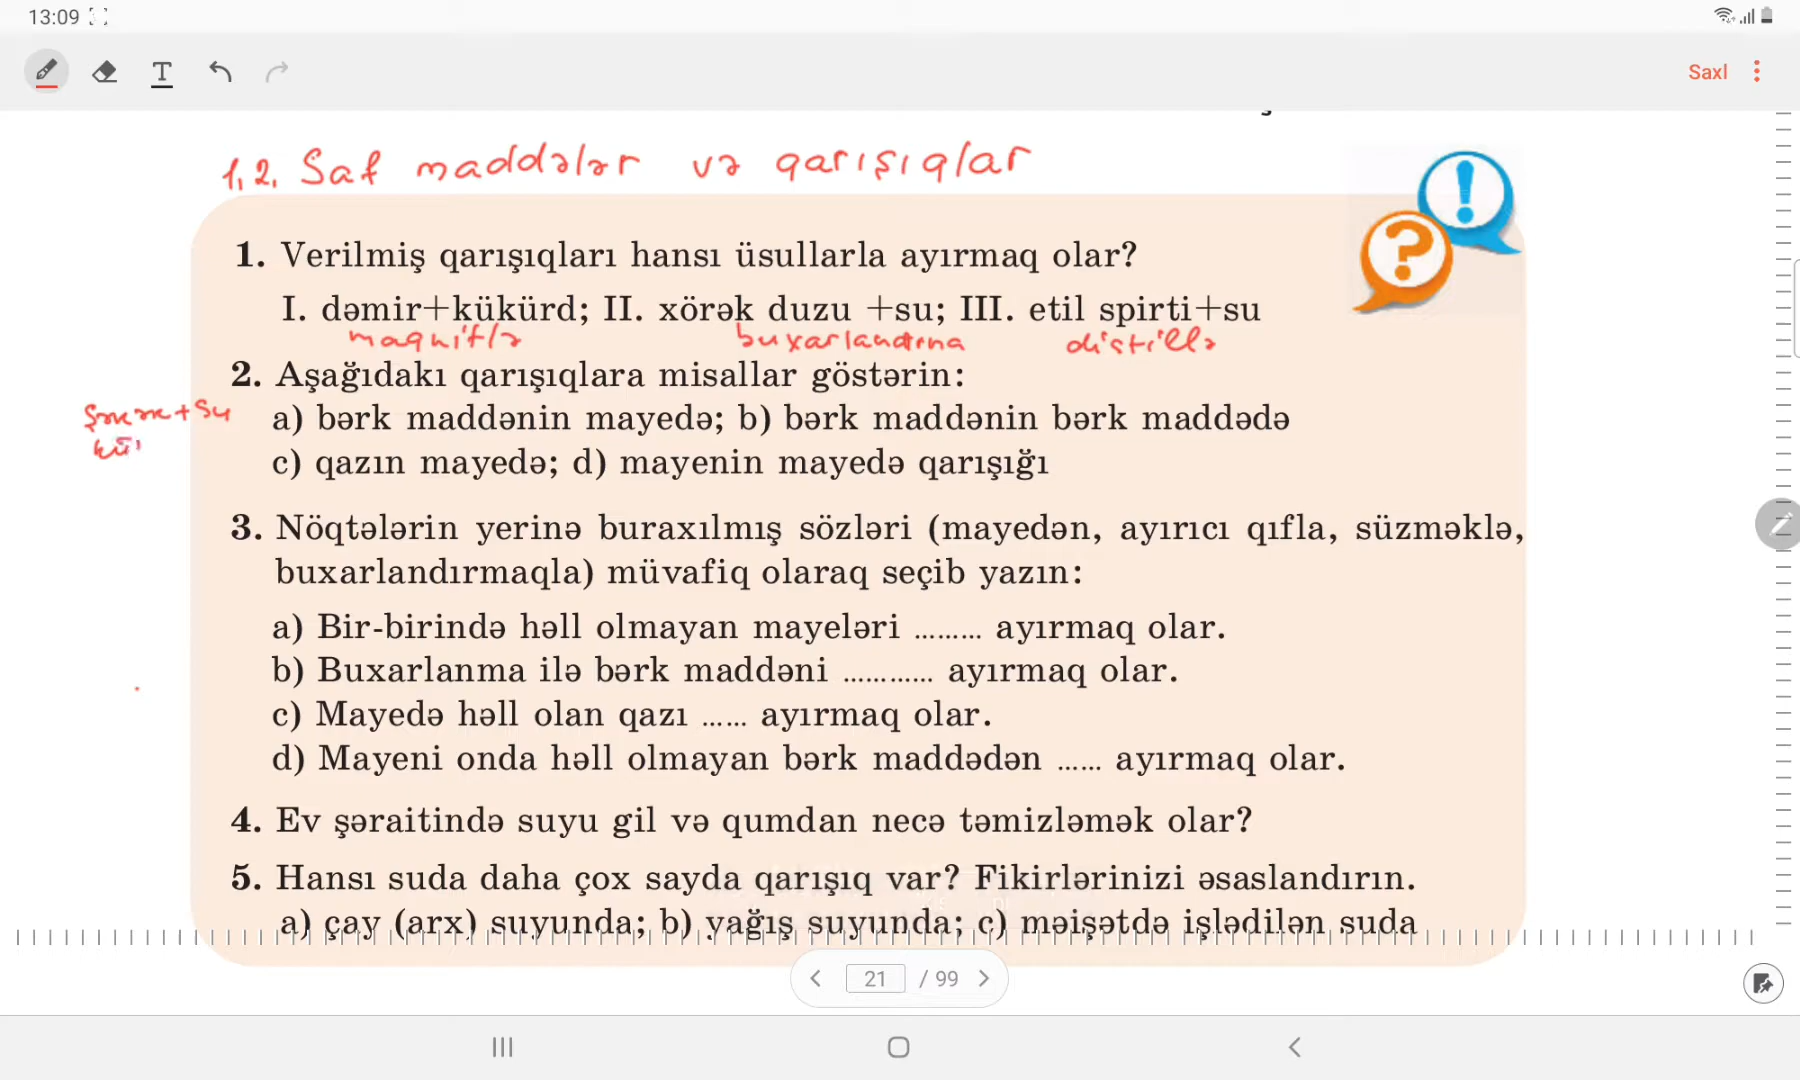 13:09
Saxl
1.2. Saf maddələr və qarışıqlar
1. Verilmiş qarışıqları hansı üsullarla ayırmaq olar?
I. dəmir+kükürd; II. xörək duzu +su; III. etil spirti+su
maqnitlə buxarlandırma distillə
2. Aşağıdakı qarışıqlara misallar göstərin:
şəkər+su
a) bərk maddənin mayedə; b) bərk maddənin bərk maddədə
c) qazın mayedə; d) mayenin mayedə qarışığı
3. Nöqtələrin yerinə buraxılmış sözləri (mayedən, ayırıcı qıfla, süzməklə,
buxarlandırmaqla) müvafiq olaraq seçib yazın:
a) Bir-birində həll olmayan mayeləri ......... ayırmaq olar.
b) Buxarlanma ilə bərk maddəni ............ ayırmaq olar.
c) Mayedə həll olan qazı ...... ayırmaq olar.
d) Mayeni onda həll olmayan bərk maddədən ...... ayırmaq olar.
4. Ev şəraitində suyu gil və qumdan necə təmizləmək olar?
5. Hansı suda daha çox sayda qarışıq var? Fikirlərinizi əsaslandırın.
a) çay (arx) suyunda; b) yağış suyunda; c) məişətdə işlədilən suda
21 / 99